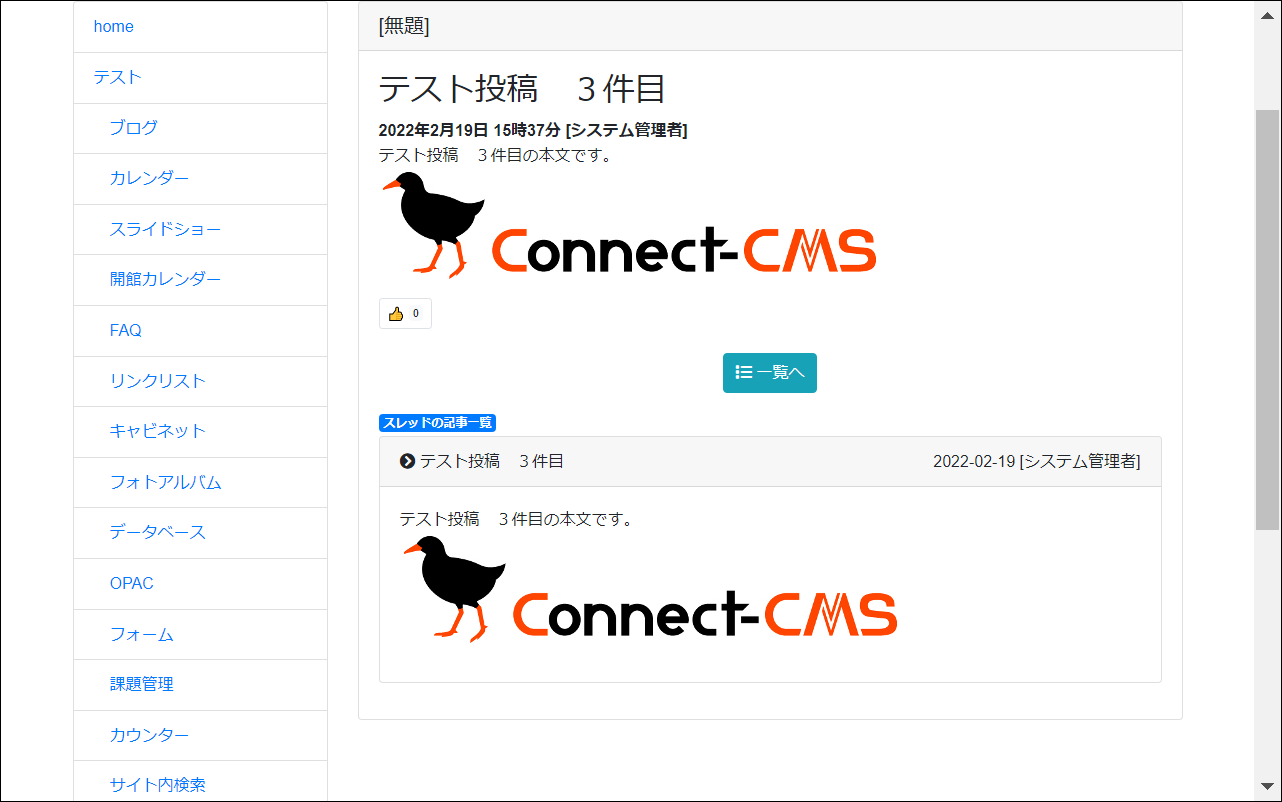 home
テスト
ブログ
カレンダー
スライドショー
開館カレンダー
FAQ
リンクリスト
キャビネット
フォトアルバム
データベース
OPAC
フォーム
課題管理
カウンター
サイト内検索
[無題]
テスト投稿　３件目
2022年2月19日 15時37分 [システム管理者]
テスト投稿　３件目の本文です。
Connect-CMS
0
一覧へ
スレッドの記事一覧
テスト投稿　３件目 2022-02-19 [システム管理者]
テスト投稿　３件目の本文です。
Connect-CMS